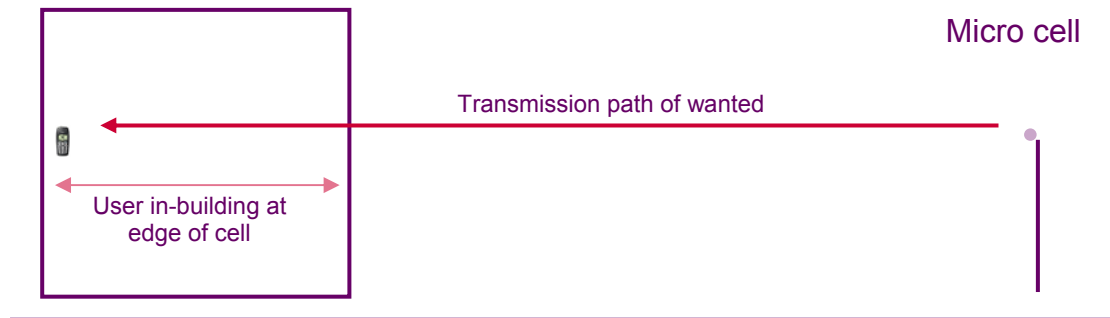 Micro cell
Transmission path of wanted
User in-building at
edge of cell